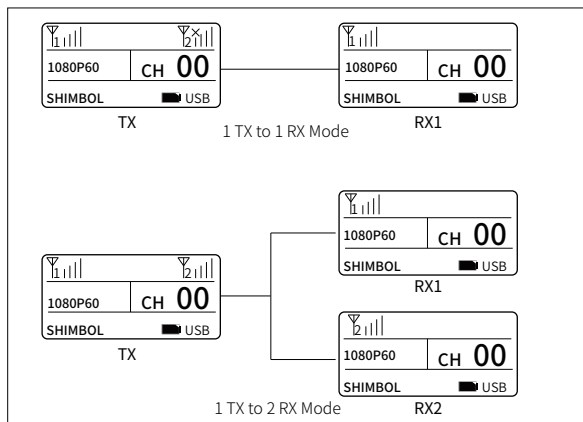 1 2
1080P60 CH 00
SHIMBOL USB
TX
1
1080P60 CH 00
SHIMBOL USB
RX1
1 TX to 1 RX Mode
1 2
1080P60 CH 00
SHIMBOL USB
TX
1
1080P60 CH 00
SHIMBOL USB
RX1
2
1080P60 CH 00
SHIMBOL USB
RX2
1 TX to 2 RX Mode